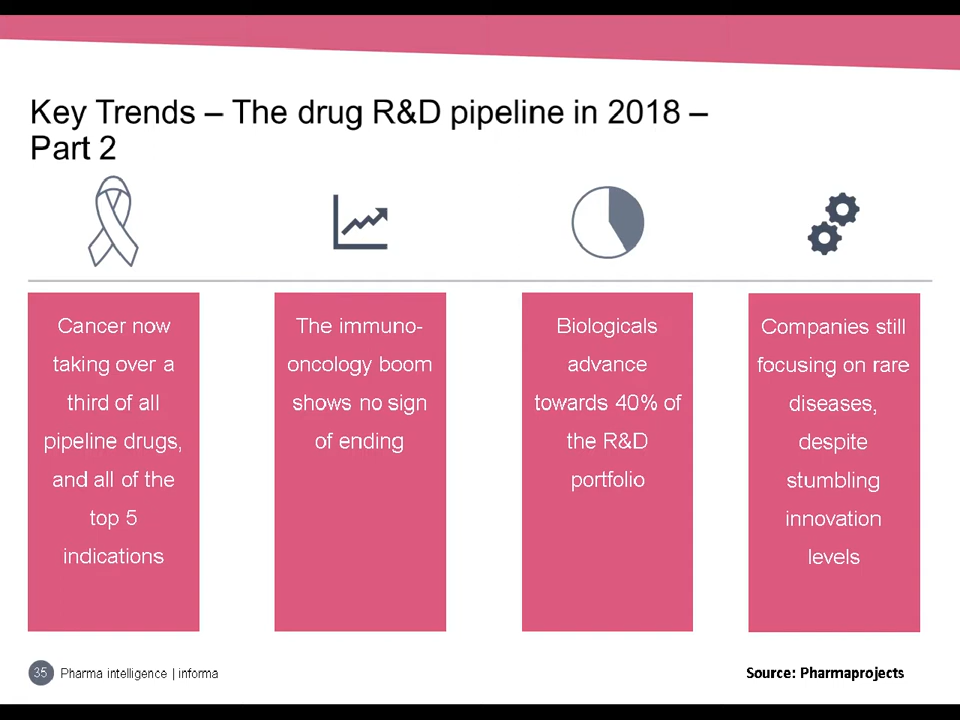 Key Trends – The drug R&D pipeline in 2018 –
Part 2
Cancer now
taking over a
third of all
pipeline drugs,
and all of the
top 5
indications
The immuno-
oncology boom
shows no sign
of ending
Biologicals
advance
towards 40% of
the R&D
portfolio
Companies still
focusing on rare
diseases,
despite
stumbling
innovation
levels
35 Pharma intelligence | informa
Source: Pharmaprojects